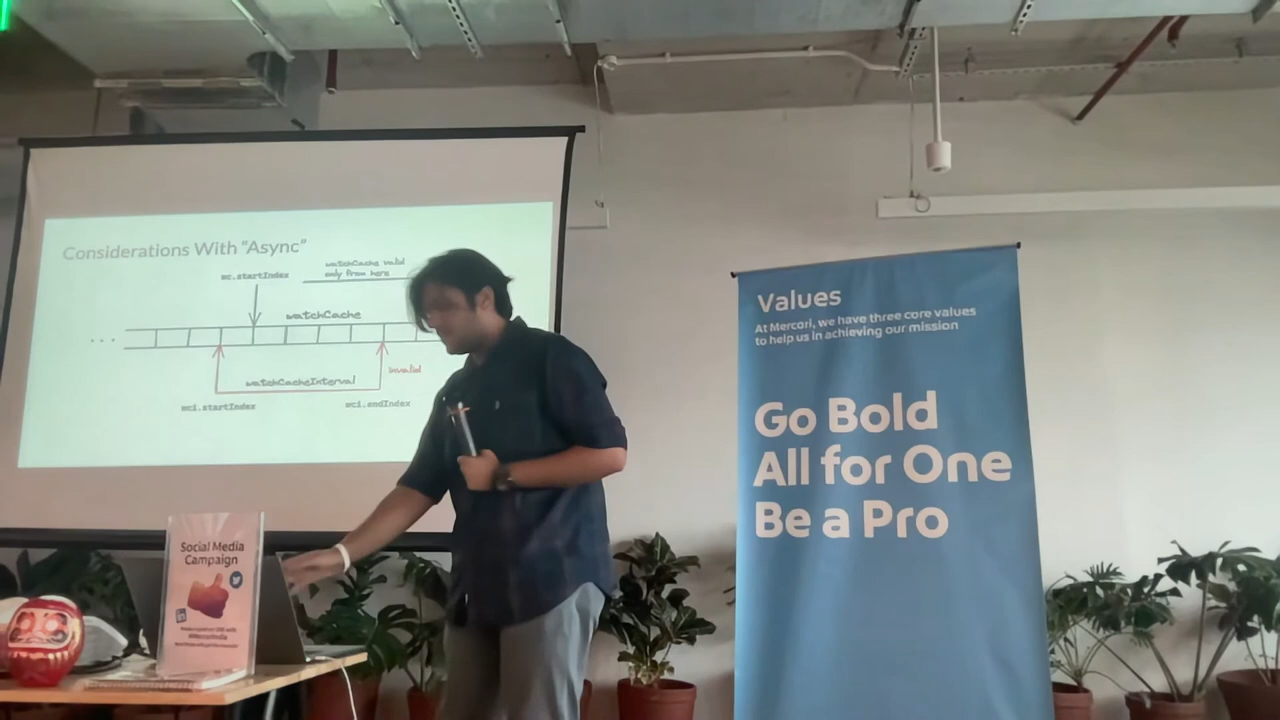 Considerations With "Async"
wc.startIndex
watchCache valid
only from here
watchCache
...
invalid
watchCacheInterval
wci.startIndex
wci.endIndex
Values
At Mercari, we have three core values
to help us in achieving our mission
Go Bold
All for One
Be a Pro
Social Media
Campaign
in